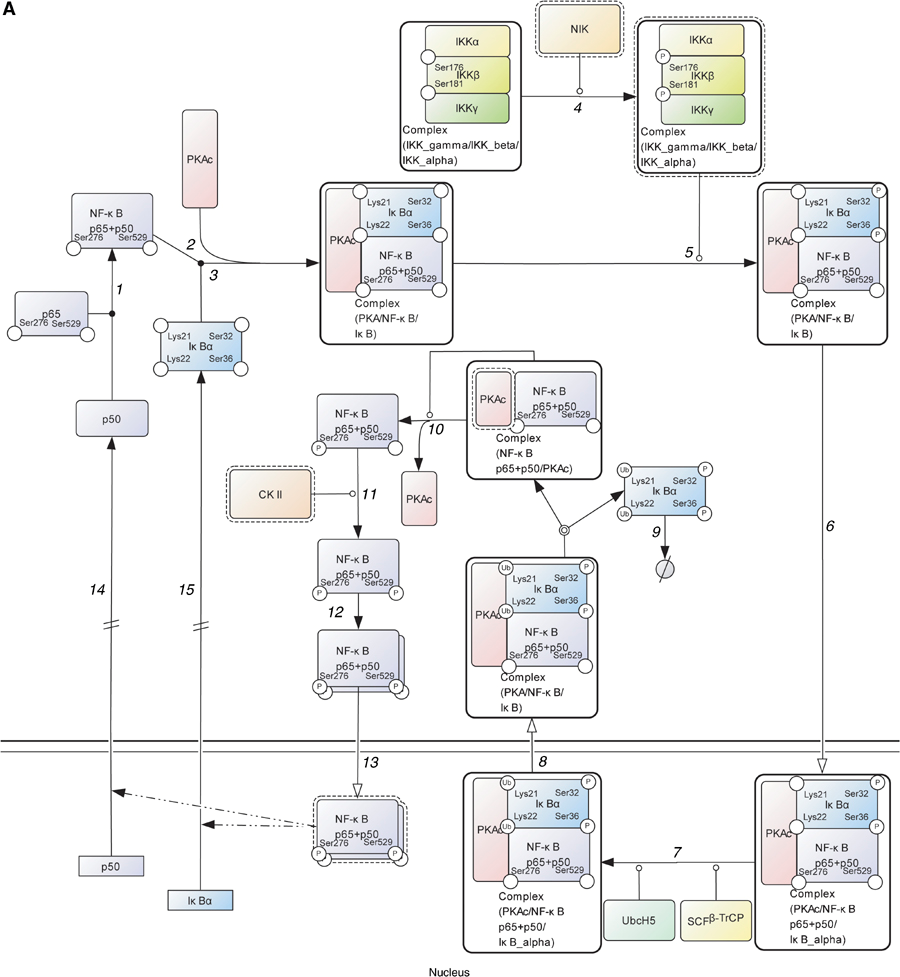 A
IKKα
Ser176
IKKβ
Ser181
IKKγ
Complex
(IKK_gamma/IKK_beta/
IKK_alpha)
NIK
4
IKKα
P
Ser176
IKKβ
Ser181
P
IKKγ
Complex
(IKK_gamma/IKK_beta/
IKK_alpha)
PKAc
NF-κ B
p65+p50
Ser276 Ser529
2
3
1
p65
Ser276 Ser529
Lys21 Ser32
Iκ Bα
Lys22 Ser36
p50
PKAc
Lys21 Ser32
Iκ Bα
Lys22 Ser36
NF-κ B
p65+p50
Ser276 Ser529
Complex
(PKA/NF-κ B/
Iκ B)
5
PKAc
P
Lys21 Ser32
Iκ Bα
Lys22 Ser36
P
NF-κ B
p65+p50
Ser276 Ser529
Complex
(PKA/NF-κ B/
Iκ B)
NF-κ B
p65+p50
Ser276 Ser529
P
10
PKAc
PKAc
NF-κ B
p65+p50
Ser276 Ser529
Complex
(NF-κ B
p65+p50/PKAc)
CK II
11
Ub P
Lys21 Ser32
Iκ Bα
Lys22 Ser36
Ub P
9
6
NF-κ B
p65+p50
Ser276 Ser529
P P
12
NF-κ B
p65+p50
Ser276 Ser529
P P
PKAc
Ub P
Lys21 Ser32
Iκ Bα
Lys22 Ser36
Ub P
NF-κ B
p65+p50
Ser276 Ser529
Complex
(PKA/NF-κ B/
Iκ B)
14
15
13
8
NF-κ B
p65+p50
Ser276 Ser529
P P
p50
Iκ Bα
PKAc
Ub P
Lys21 Ser32
Iκ Bα
Lys22 Ser36
Ub P
NF-κ B
p65+p50
Ser276 Ser529
Complex
(PKAc/NF-κ B
p65+p50/
Iκ B_alpha)
7
UbcH5
SCFβ-TrCP
PKAc
P
Lys21 Ser32
Iκ Bα
Lys22 Ser36
P
NF-κ B
p65+p50
Ser276 Ser529
Complex
(PKAc/NF-κ B
p65+p50/
Iκ B_alpha)
Nucleus